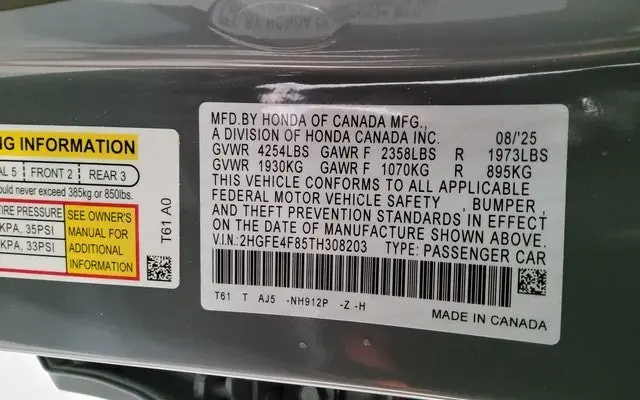 NG INFORMATION
AL 5 | FRONT 2 | REAR 3
ould never exceed 385kg or 850lbs.
TIRE PRESSURE
KPA, 35PSI
KPA, 33PSI
SEE OWNER'S
MANUAL FOR
ADDITIONAL
INFORMATION
T61 A0
MFD.BY HONDA OF CANADA MFG.,
A DIVISION OF HONDA CANADA INC. 08/'25
GVWR 4254LBS GAWR F 2358LBS R 1973LBS
GVWR 1930KG GAWR F 1070KG R 895KG
THIS VEHICLE CONFORMS TO ALL APPLICABLE
FEDERAL MOTOR VEHICLE SAFETY , BUMPER ,
AND THEFT PREVENTION STANDARDS IN EFFECT
ON THE DATE OF MANUFACTURE SHOWN ABOVE.
V.I.N:2HGFE4F85TH308203 TYPE: PASSENGER CAR
T61 T AJ5 -NH912P -Z -H
MADE IN CANADA